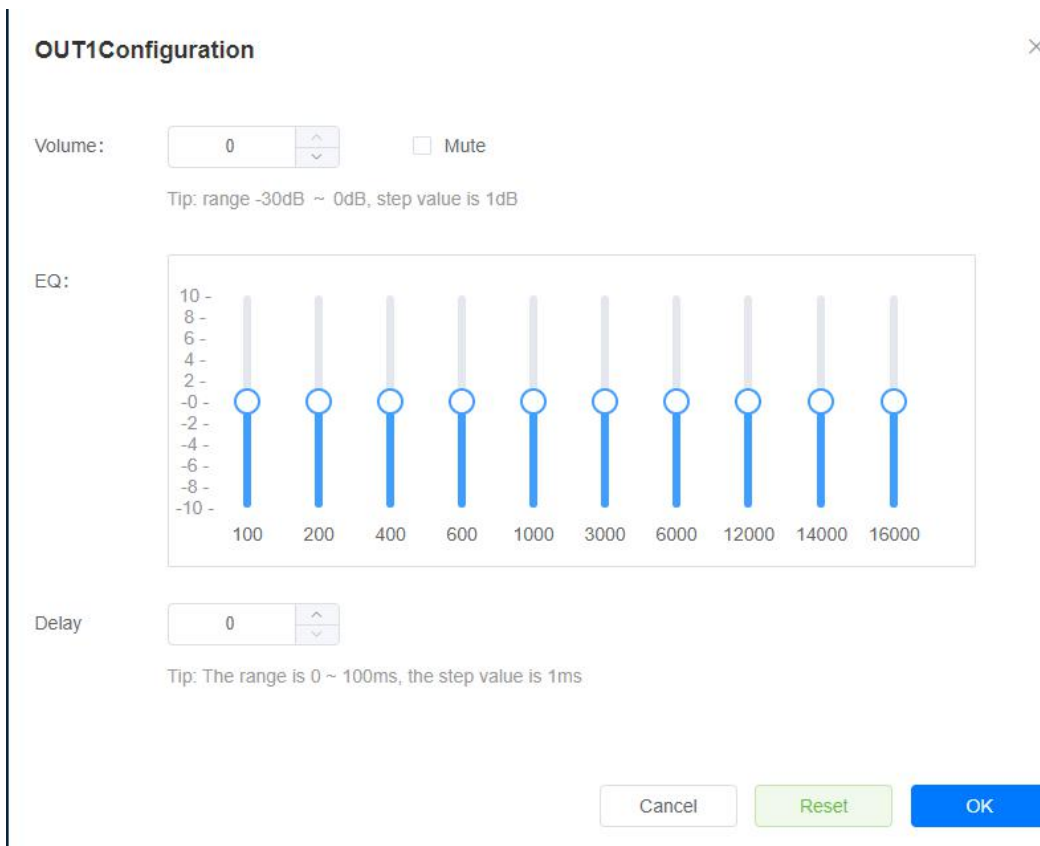 OUT1Configuration
Volume: 0 Mute
Tip: range -30dB ~ 0dB, step value is 1dB
EQ:
10 -
8 -
6 -
4 -
2 -
-0 -
-2 -
-4 -
-6 -
-8 -
-10 -
100 200 400 600 1000 3000 6000 12000 14000 16000
Delay 0
Tip: The range is 0 ~ 100ms, the step value is 1ms
Cancel Reset OK